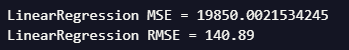 LinearRegression MSE = 19850.0021534245
LinearRegression RMSE = 140.89